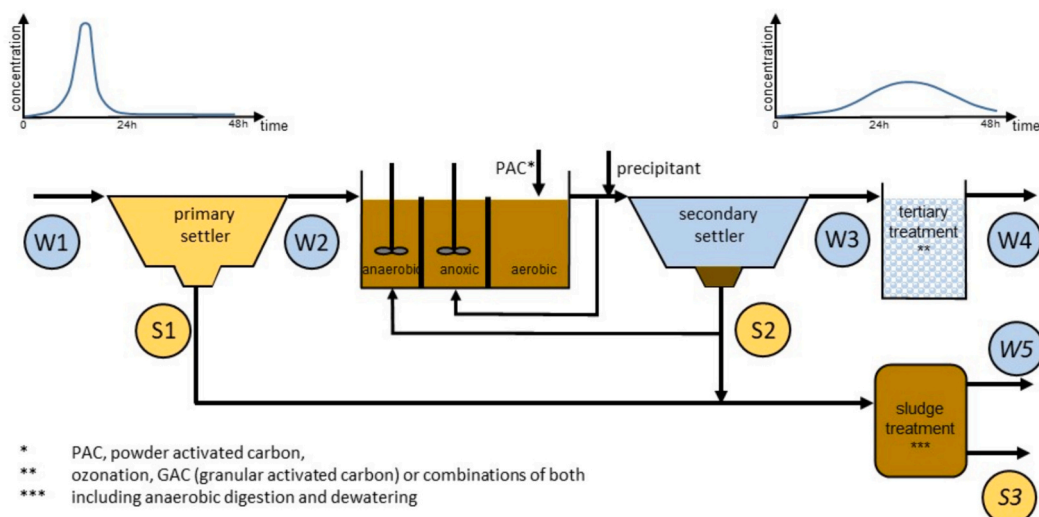 concentration
0
24h
48h
time
concentration
0
24h
48h
time
PAC*
precipitant
W1
primary
settler
W2
anaerobic
anoxic
aerobic
secondary
settler
W3
tertiary
treatment
**
W4
S1
S2
W5
sludge
treatment
***
S3
* PAC, powder activated carbon,
** ozonation, GAC (granular activated carbon) or combinations of both
*** including anaerobic digestion and dewatering